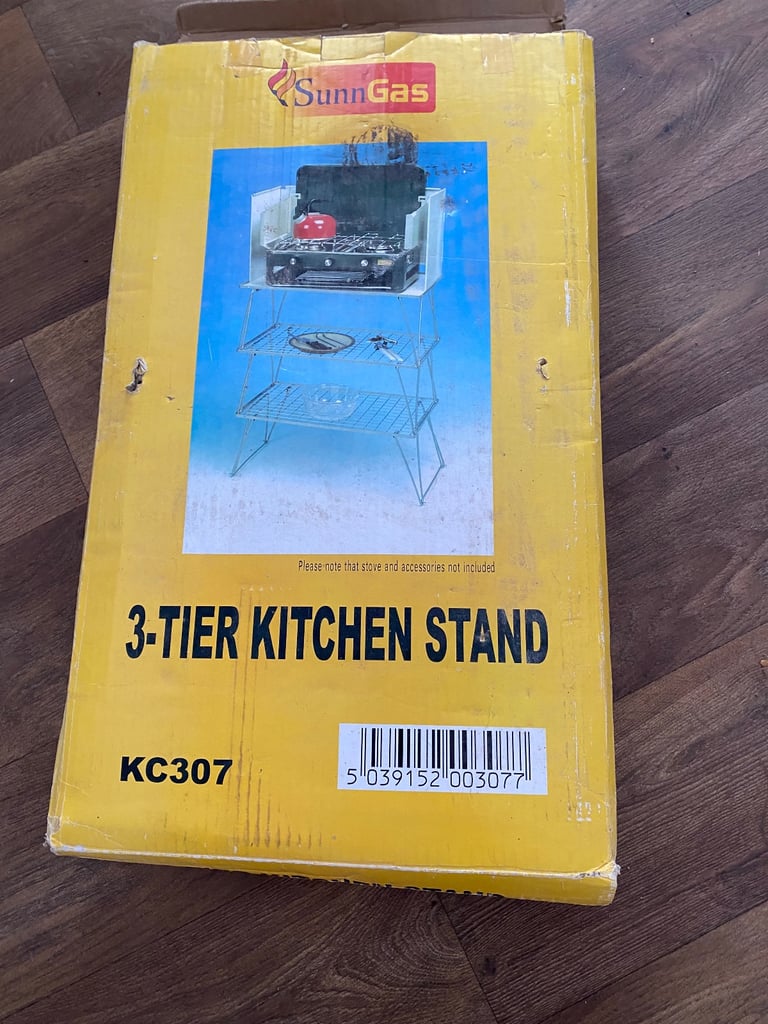 SunnGas
Please note that stove and accessories not included
3-TIER KITCHEN STAND
KC307
5 039152 003077